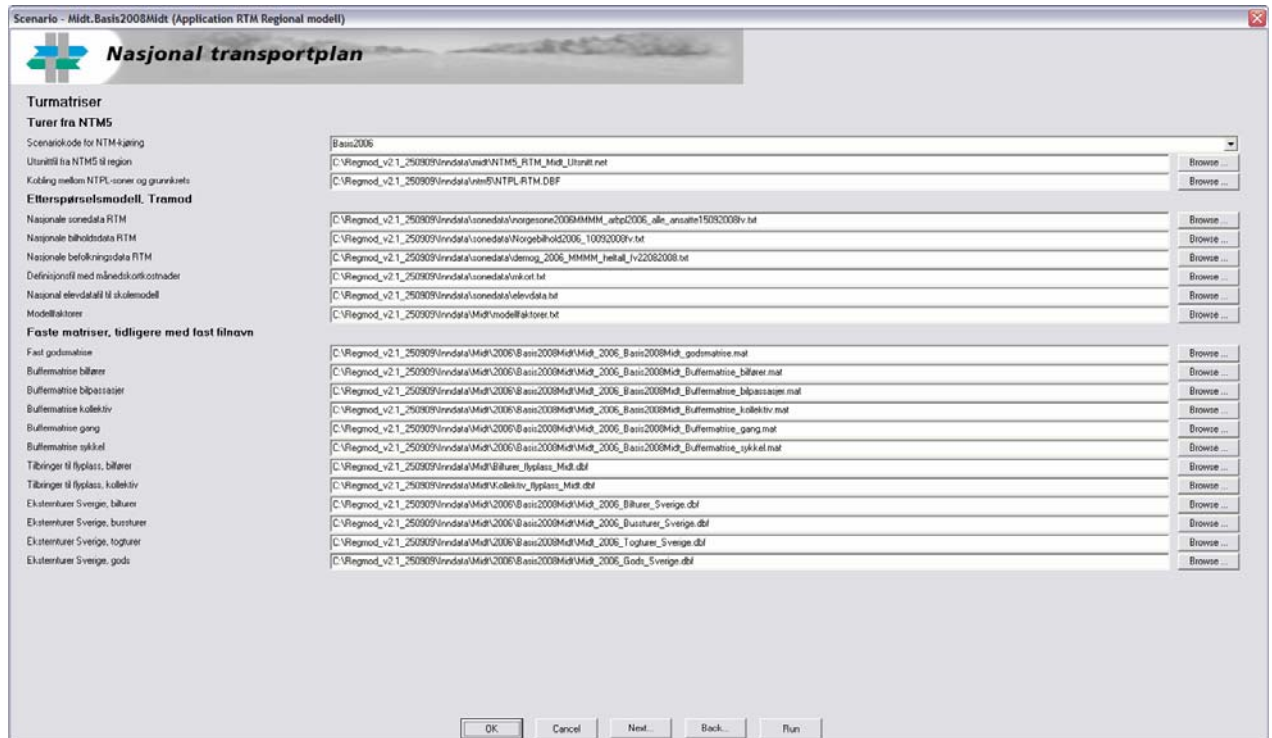 Scenario - Midt.Basis2008Midt (Application RTM Regional modell)
Nasjonal transportplan
Turmatriser
Turer fra NTM5
Scenariokode for NTM-kjøring Basis2006
Utsnittfil fra NTM5 til region C:\Regmod_v2.1_250909\Inndata\midt\NTM5_RTM_Midt_Utsnitt.net Browse ...
Kobling mellom NTPL-soner og grunnkrets C:\Regmod_v2.1_250909\Inndata\ntm5\NTPL-RTM.DBF Browse ...
Etterspørselsmodell, Tramod
Nasjonale sonedata RTM C:\Regmod_v2.1_250909\Inndata\sonedata\norgesone2006MMMM_arbpl2006_alle_ansatte15092008fv.txt Browse ...
Nasjonale bilholdsdata RTM C:\Regmod_v2.1_250909\Inndata\sonedata\Norgebilhold2006_10092008fv.txt Browse ...
Nasjonale befolkningsdata RTM C:\Regmod_v2.1_250909\Inndata\sonedata\demog_2006_MMMM_heltall_fv22082008.txt Browse ...
Definisjonsfil med månedskortkostnader C:\Regmod_v2.1_250909\Inndata\sonedata\mkort.txt Browse ...
Nasjonal elevdatafil til skolemodell C:\Regmod_v2.1_250909\Inndata\sonedata\elevdata.txt Browse ...
Modellfaktorer C:\Regmod_v2.1_250909\Inndata\Midt\modellfaktorer.txt Browse ...
Faste matriser, tidligere med fast filnavn
Fast godsmatrise C:\Regmod_v2.1_250909\Inndata\Midt\2006\Basis2008Midt\Midt_2006_Basis2008Midt_godsmatrise.mat Browse ...
Buffermatrise bilfører C:\Regmod_v2.1_250909\Inndata\Midt\2006\Basis2008Midt\Midt_2006_Basis2008Midt_Buffermatrise_bilfører.mat Browse ...
Buffermatrise bilpassasjer C:\Regmod_v2.1_250909\Inndata\Midt\2006\Basis2008Midt\Midt_2006_Basis2008Midt_Buffermatrise_bilpassasjer.mat Browse ...
Buffermatrise kollektiv C:\Regmod_v2.1_250909\Inndata\Midt\2006\Basis2008Midt\Midt_2006_Basis2008Midt_Buffermatrise_kollektiv.mat Browse ...
Buffermatrise gang C:\Regmod_v2.1_250909\Inndata\Midt\2006\Basis2008Midt\Midt_2006_Basis2008Midt_Buffermatrise_gang.mat Browse ...
Buffermatrise sykkel C:\Regmod_v2.1_250909\Inndata\Midt\2006\Basis2008Midt\Midt_2006_Basis2008Midt_Buffermatrise_sykkel.mat Browse ...
Tilbringer til flyplass, bilfører C:\Regmod_v2.1_250909\Inndata\Midt\Bilturer_flyplass_Midt.dbf Browse ...
Tilbringer til flyplass, kollektiv C:\Regmod_v2.1_250909\Inndata\Midt\Kollektiv_flyplass_Midt.dbf Browse ...
Eksternturer Sverige, bilturer C:\Regmod_v2.1_250909\Inndata\Midt\2006\Basis2008Midt\Midt_2006_Bilturer_Sverige.dbf Browse ...
Eksternturer Sverige, bussturer C:\Regmod_v2.1_250909\Inndata\Midt\2006\Basis2008Midt\Midt_2006_Bussturer_Sverige.dbf Browse ...
Eksternturer Sverige, togturer C:\Regmod_v2.1_250909\Inndata\Midt\2006\Basis2008Midt\Midt_2006_Togturer_Sverige.dbf Browse ...
Eksternturer Sverige, gods C:\Regmod_v2.1_250909\Inndata\Midt\2006\Basis2008Midt\Midt_2006_Gods_Sverige.dbf Browse ...
OK Cancel Next... Back... Run